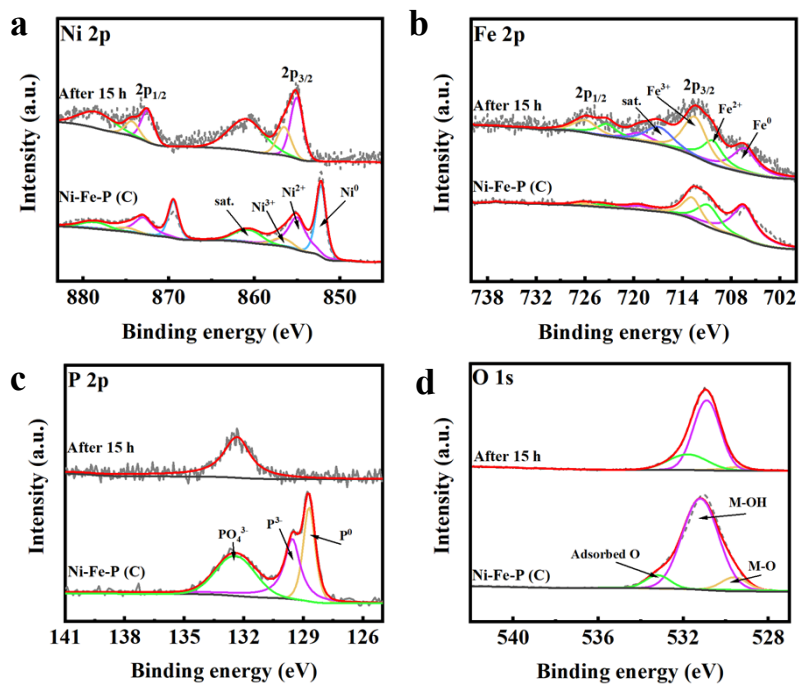 a
Ni 2p
After 15 h
2p1/2
2p3/2
Ni-Fe-P (C)
sat.
Ni3+
Ni2+
Ni0
Intensity (a.u.)
880 870 860 850
Binding energy (eV)
b
Fe 2p
After 15 h
2p1/2
sat.
Fe3+
2p3/2
Fe2+
Fe0
Ni-Fe-P (C)
Intensity (a.u.)
738 732 726 720 714 708 702
Binding energy (eV)
c
P 2p
After 15 h
PO43-
P3-
P0
Ni-Fe-P (C)
Intensity (a.u.)
141 138 135 132 129 126
Binding energy (eV)
d
O 1s
After 15 h
M-OH
Adsorbed O
M-O
Ni-Fe-P (C)
Intensity (a.u.)
540 536 532 528
Binding energy (eV)